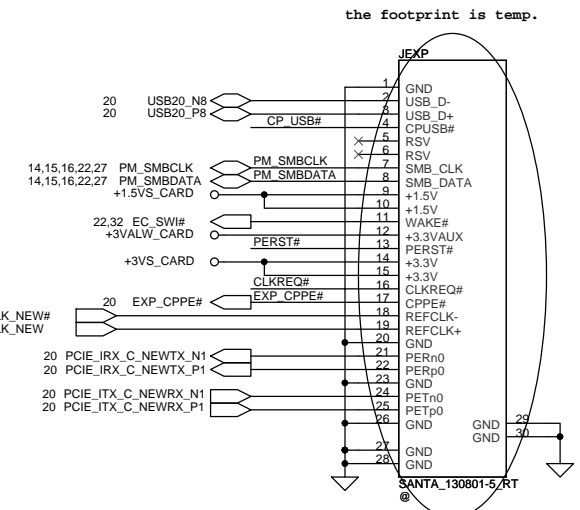 the footprint is temp.
JEXP
1 GND
20 USB20_N8 2 USB_D-
20 USB20_P8 3 USB_D+
CP_USB# 4 CPUSB#
5 RSV
6 RSV
14,15,16,22,27 PM_SMBCLK PM_SMBCLK 7 SMB_CLK
14,15,16,22,27 PM_SMBDATA PM_SMBDATA 8 SMB_DATA
+1.5VS_CARD 9 +1.5V
10 +1.5V
22,32 EC_SWI# 11 WAKE#
+3VALW_CARD 12 +3.3VAUX
PERST# 13 PERST#
+3VS_CARD 14 +3.3V
15 +3.3V
CLKREQ# 16 CLKREQ#
20 EXP_CPPE# EXP_CPPE# 17 CPPE#
LK_NEW# 18 REFCLK-
LK_NEW 19 REFCLK+
20 GND
20 PCIE_IRX_C_NEWTX_N1 21 PERn0
20 PCIE_IRX_C_NEWTX_P1 22 PERp0
23 GND
20 PCIE_ITX_C_NEWRX_N1 24 PETn0
20 PCIE_ITX_C_NEWRX_P1 25 PETp0
26 GND GND 29
GND 30
27 GND
28 GND
SANTA_130801-5_RT
@